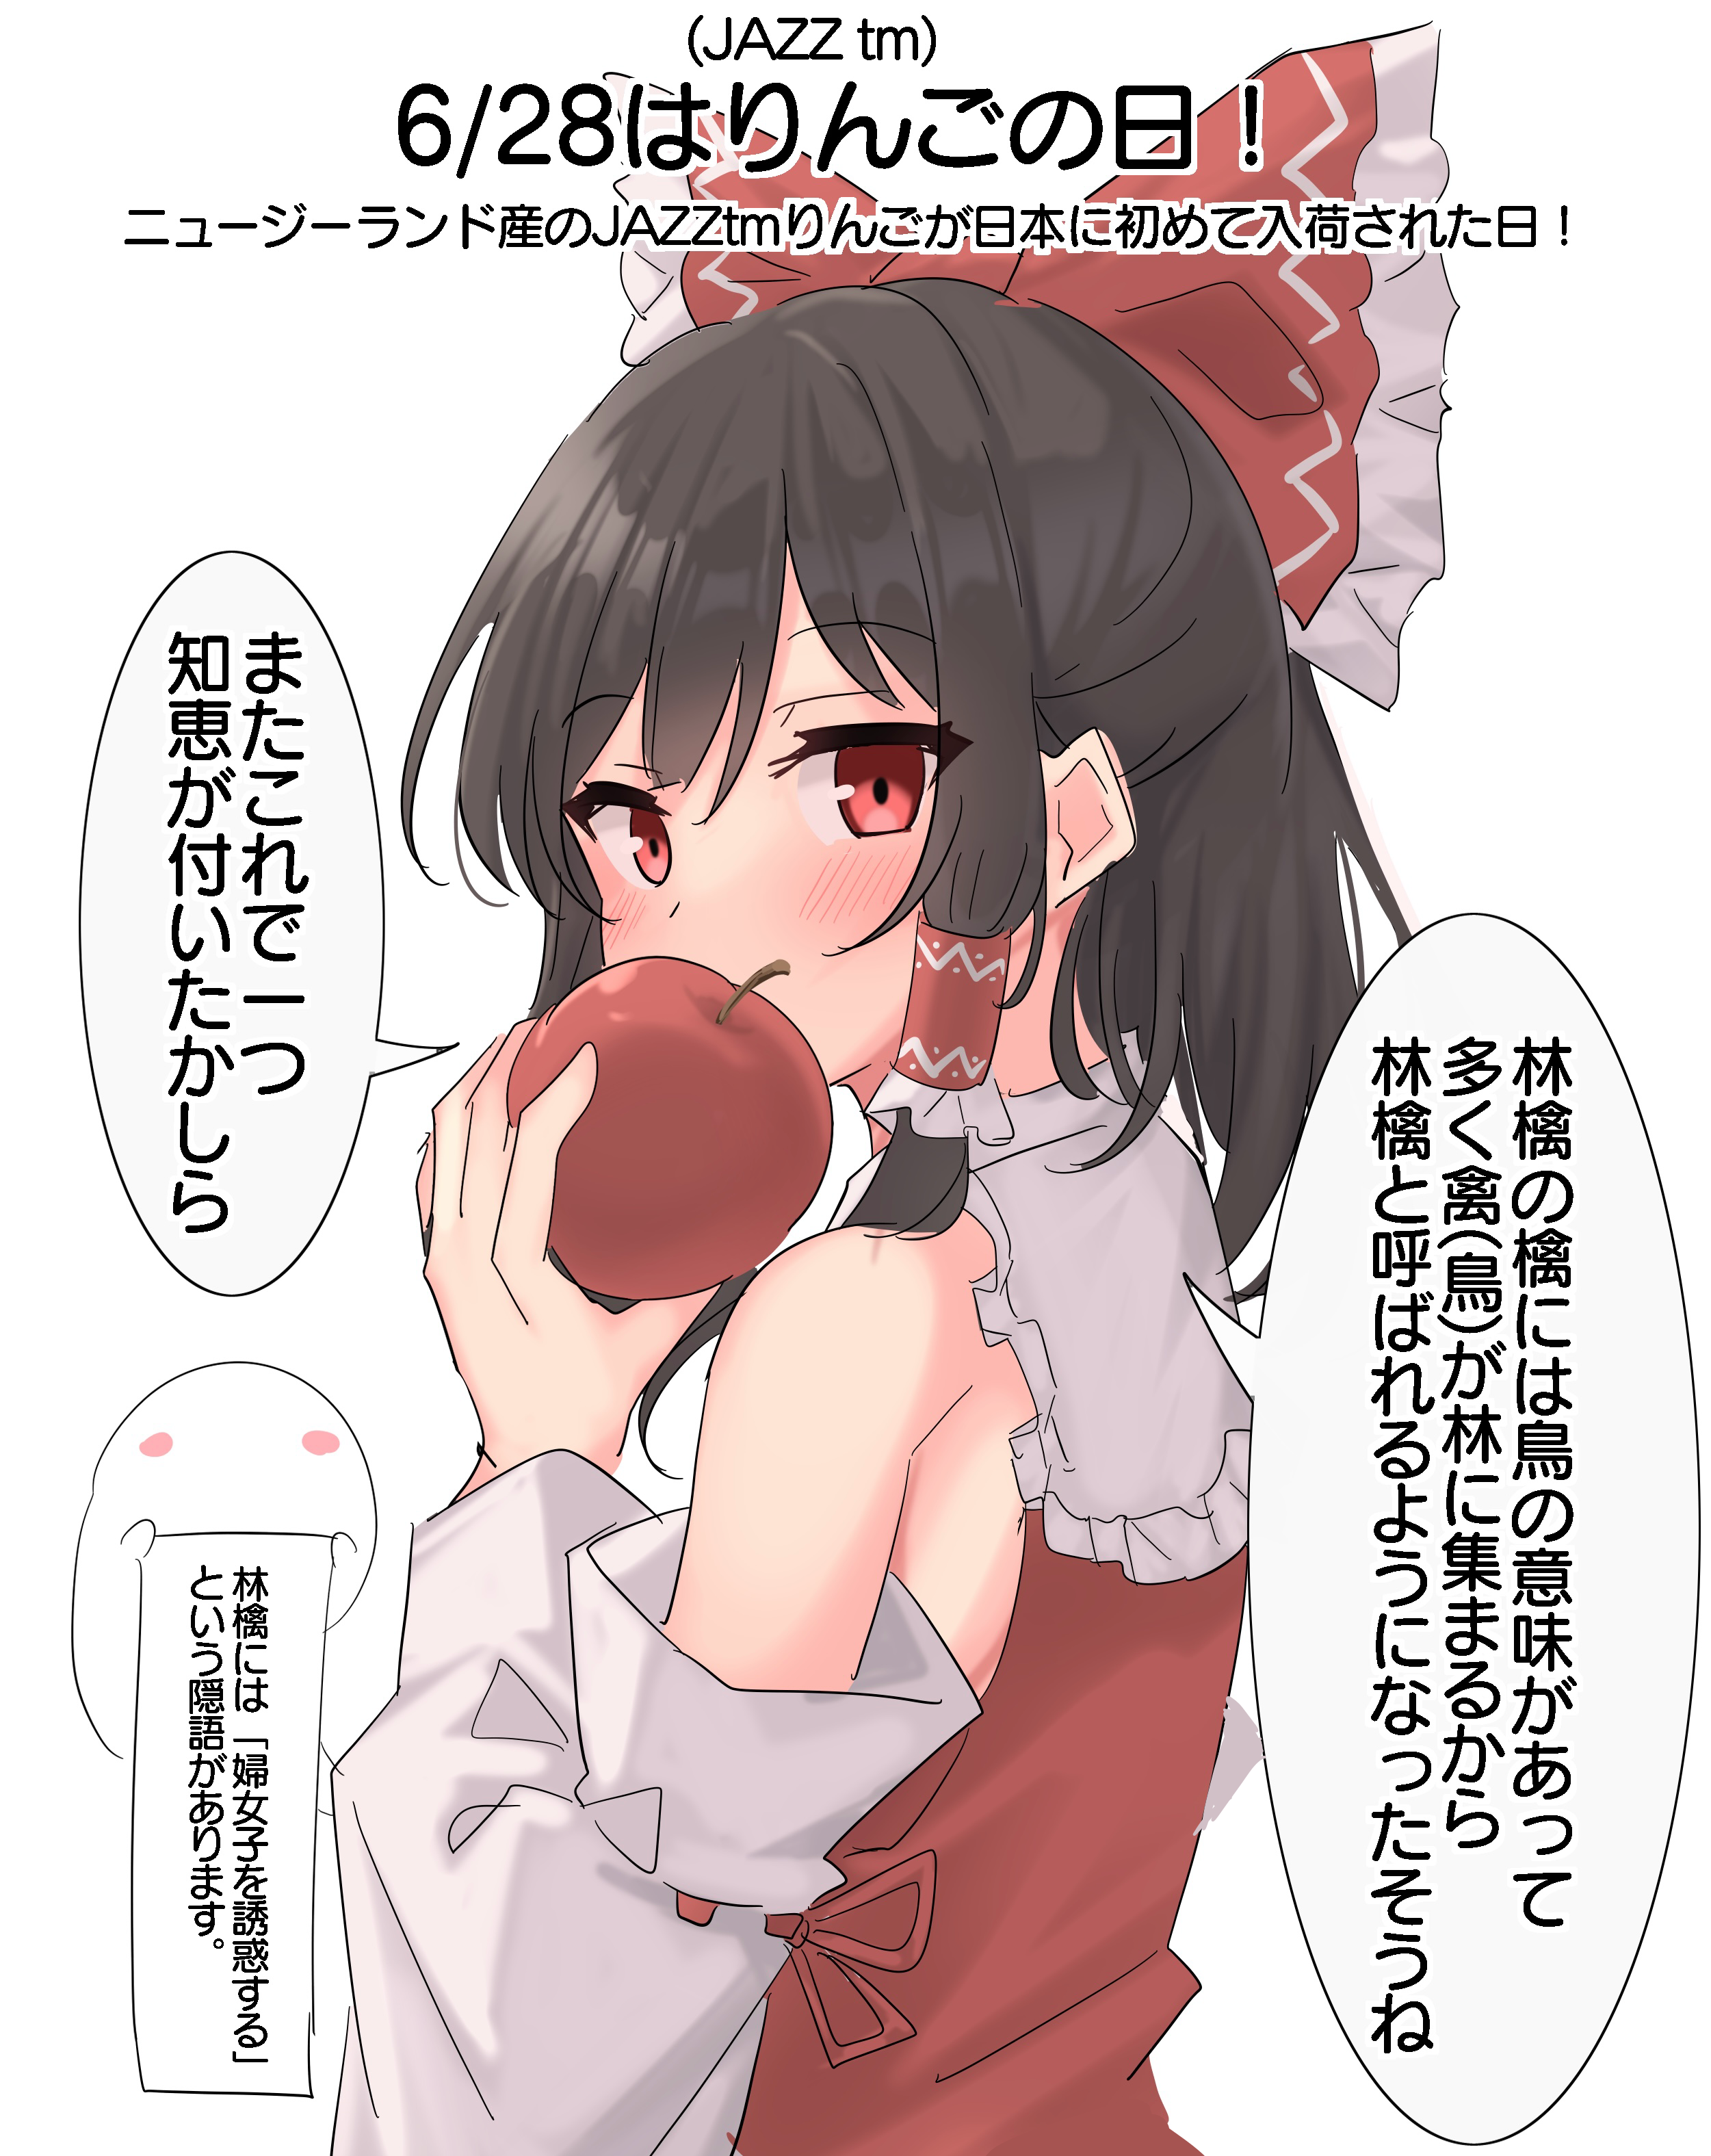 (JAZZ tm)
6/28はりんごの日！
ニュージーランド産のJAZZtmりんごが日本に初めて入荷された日！
林檎の檎には鳥の意味があって
多く禽(鳥)が林に集まるから
林檎と呼ばれるようになったそうね
またこれで一つ
知恵が付いたかしら
林檎には「婦女子を誘惑する」
という隠語があります。